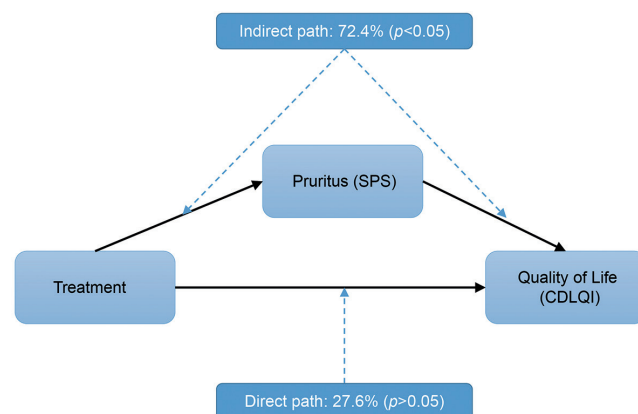 Indirect path: 72.4% (p<0.05)
Pruritus (SPS)
Treatment
Quality of Life
(CDLQI)
Direct path: 27.6% (p>0.05)